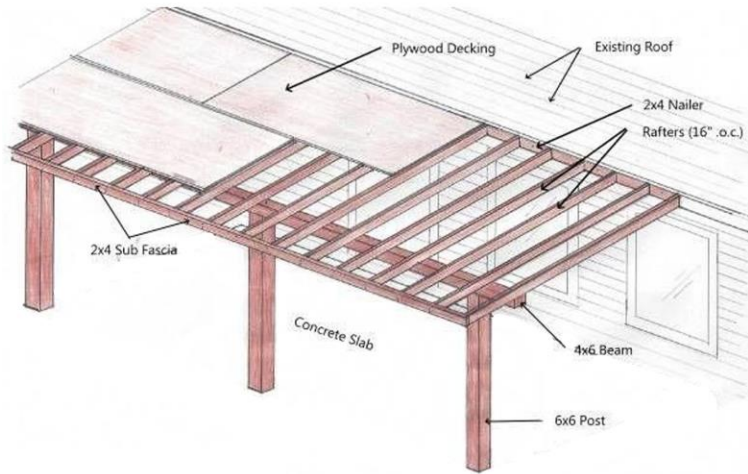 Plywood Decking
Existing Roof
2x4 Nailer
Rafters (16" .o.c.)
2x4 Sub Fascia
Concrete Slab
4x6 Beam
6x6 Post